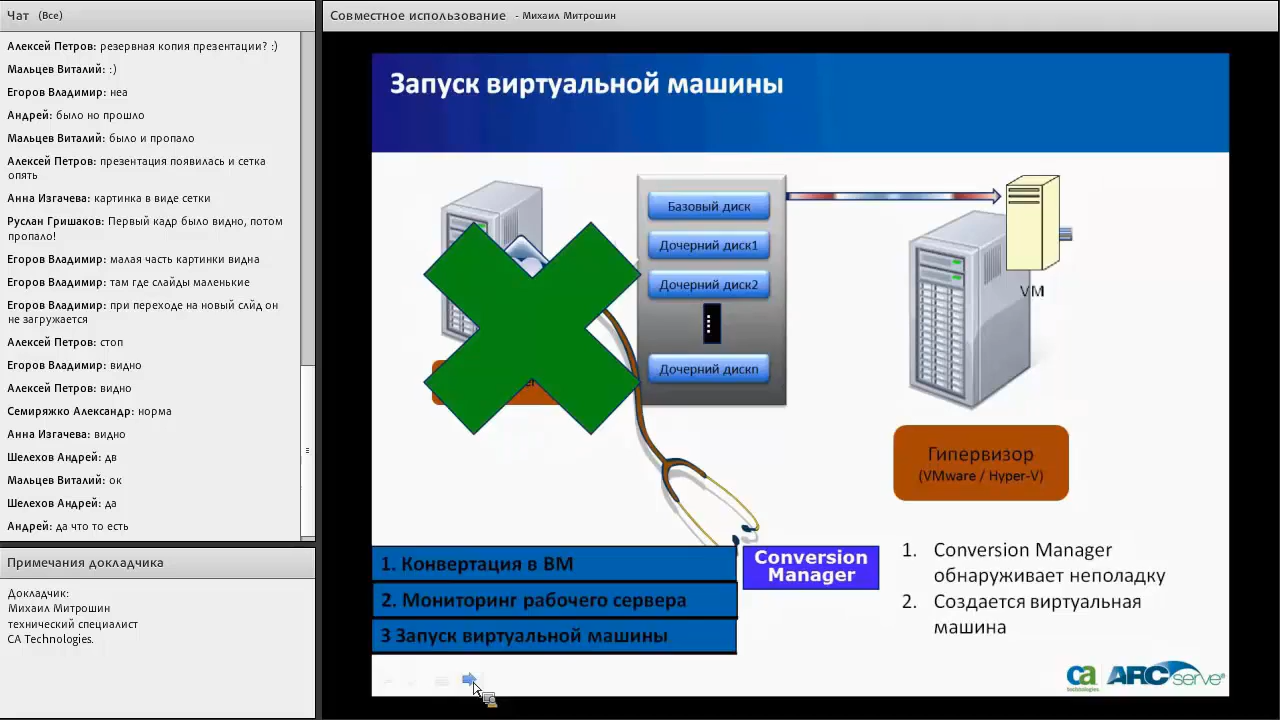 Чат (Все)
Алексей Петров: резервная копия презентации? :)
Мальцев Виталий: :)
Егоров Владимир: неа
Андрей: было но прошло
Мальцев Виталий: было и пропало
Алексей Петров: презентация появилась и сетка
опять
Анна Изгачева: картинка в виде сетки
Руслан Гришаков: Первый кадр было видно, потом
пропало!
Егоров Владимир: малая часть картинки видна
Егоров Владимир: там где слайды маленькие
Егоров Владимир: при переходе на новый слйд он
не загружается
Алексей Петров: стоп
Егоров Владимир: видно
Алексей Петров: видно
Семиряжко Александр: норма
Анна Изгачева: видно
Шелехов Андрей: дв
Мальцев Виталий: ок
Шелехов Андрей: да
Андрей: да что то есть
Примечания докладчика
Докладчик:
Михаил Митрошин
технический специалист
CA Technologies.
Совместное использование - Михаил Митрошин
Запуск виртуальной машины
Базовый диск
Дочерний диск1
Дочерний диск2
Дочерний дискn
VM
Гипервизор
(VMware / Hyper-V)
1. Конвертация в ВМ
2. Мониторинг рабочего сервера
3 Запуск виртуальной машины
Conversion
Manager
1. Conversion Manager
обнаруживает неполадку
2. Создается виртуальная
машина
ca
technologies
ARCserve®